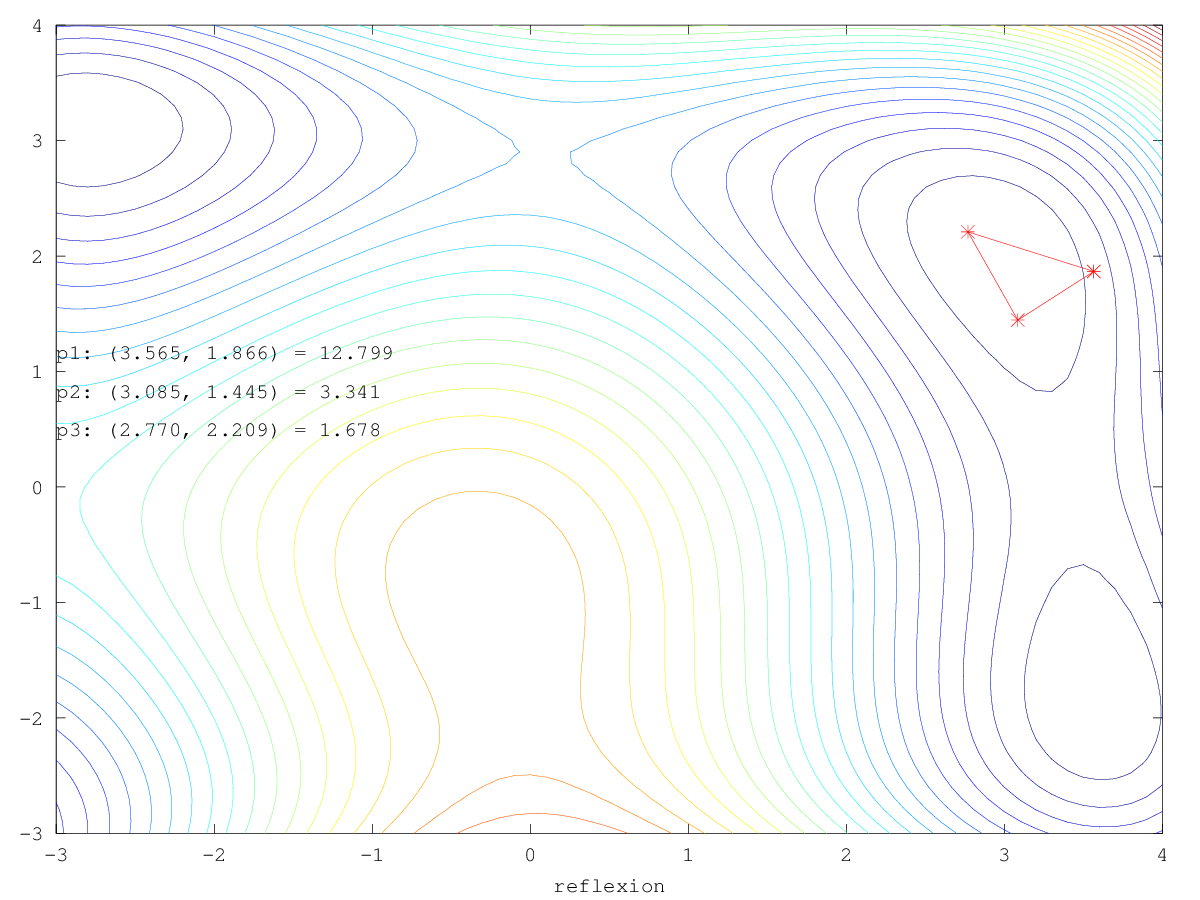 4
3
2
1
0
−1
−2
−3
p1: (3.565, 1.866) = 12.799
p2: (3.085, 1.445) = 3.341
p3: (2.770, 2.209) = 1.678
−3 −2 −1 0 1 2 3 4
reflexion